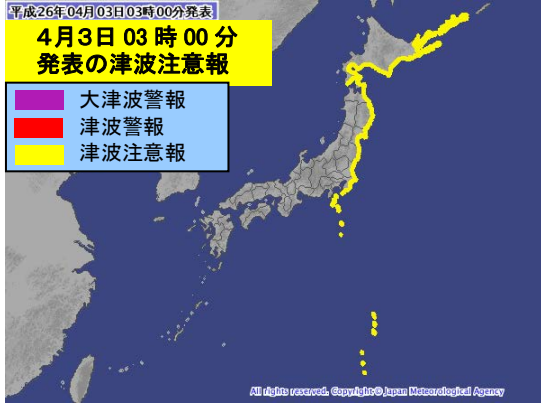 平成26年04月03日03時00分発表
4月3日 03 時 00 分
発表の津波注意報
大津波警報
津波警報
津波注意報
All rights reserved. Copyright © Japan Meteorological Agency